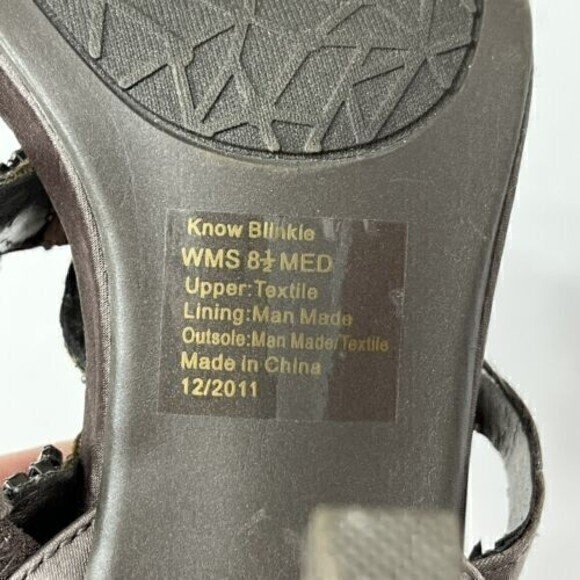 Know Blinkie
WMS 8½ MED
Upper:Textile
Lining:Man Made
Outsole:Man Made/Textile
Made in China
12/2011